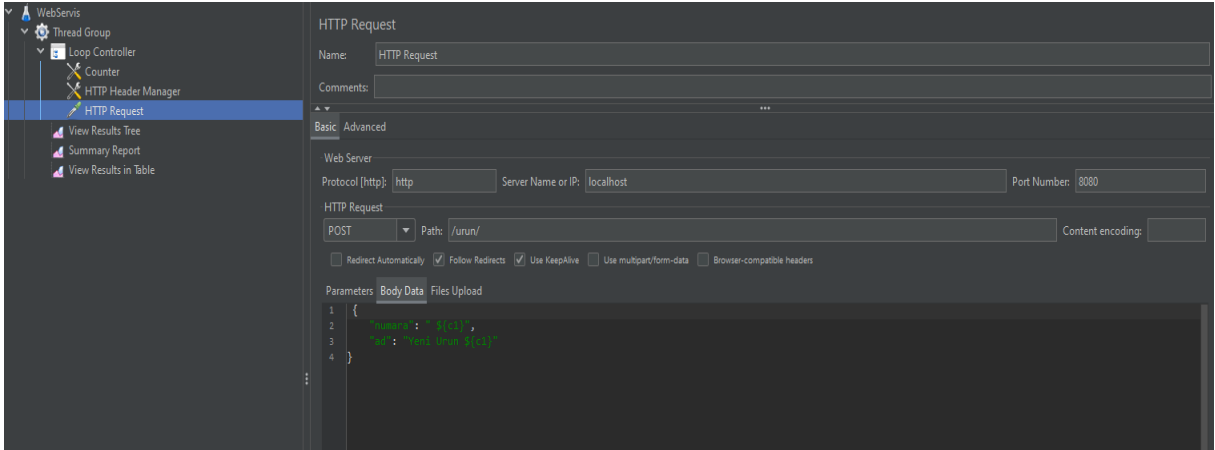 WebServis
Thread Group
Loop Controller
Counter
HTTP Header Manager
HTTP Request
View Results Tree
Summary Report
View Results in Table
HTTP Request
Name: HTTP Request
Comments:
Basic Advanced
Web Server
Protocol [http]: http Server Name or IP: localhost Port Number: 8080
HTTP Request
POST Path: /urun/ Content encoding:
Redirect Automatically Follow Redirects Use KeepAlive Use multipart/form-data Browser-compatible headers
Parameters Body Data Files Upload
1 {
2 "numara": " ${c1}",
3 "ad": "Yeni Urun ${c1}"
4 }